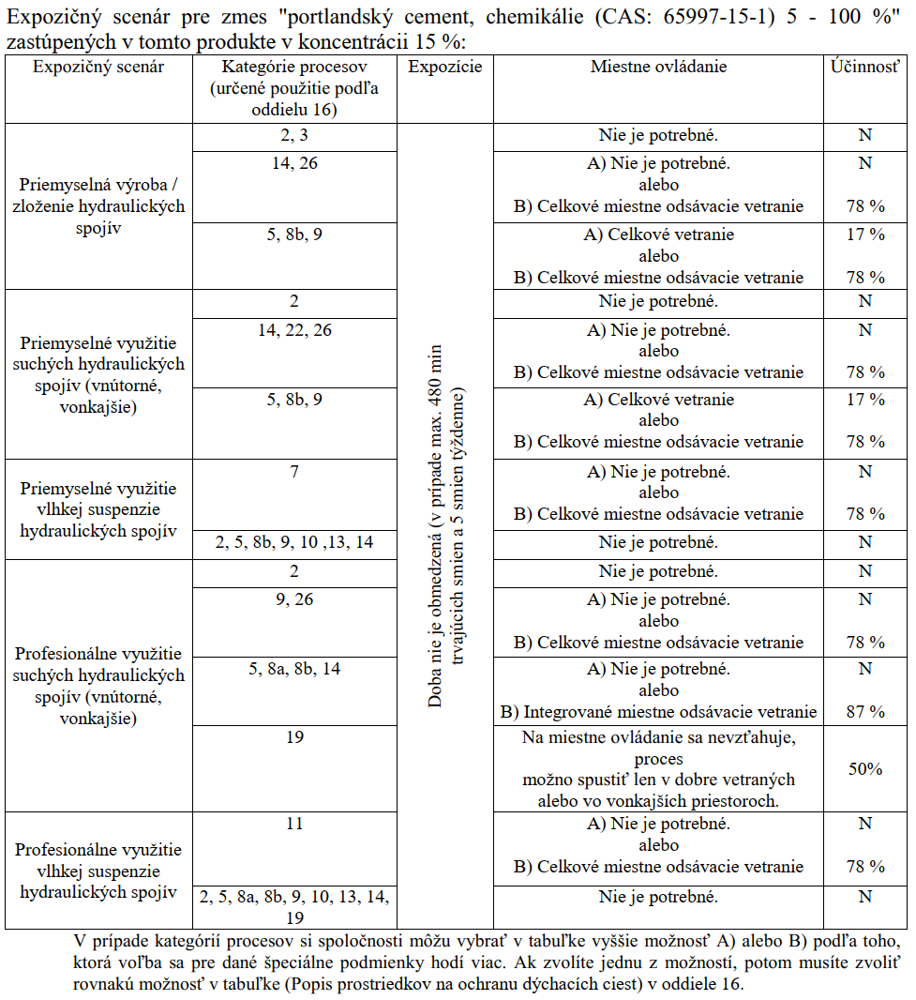 Expozičný scenár pre zmes "portlandský cement, chemikálie (CAS: 65997-15-1) 5 - 100 %"
zastúpených v tomto produkte v koncentrácii 15 %:
Expozičný scenár
Kategórie procesov
(určené použitie podľa
oddielu 16)
Expozície
Miestne ovládanie
Účinnosť
Priemyselná výroba /
zloženie hydraulických
spojív
2, 3
Nie je potrebné.
N
14, 26
A) Nie je potrebné.
N
alebo
B) Celkové miestne odsávacie vetranie
78 %
5, 8b, 9
A) Celkové vetranie
17 %
alebo
B) Celkové miestne odsávacie vetranie
78 %
Doba nie je obmedzená (v prípade max. 480 min
trvajúcich smien a 5 smien týždenne)
Priemyselné využitie
suchých hydraulických
spojív (vnútorné,
vonkajšie)
2
Nie je potrebné.
N
14, 22, 26
A) Nie je potrebné.
N
alebo
B) Celkové miestne odsávacie vetranie
78 %
5, 8b, 9
A) Celkové vetranie
17 %
alebo
B) Celkové miestne odsávacie vetranie
78 %
Priemyselné využitie
vlhkej suspenzie
hydraulických spojív
7
A) Nie je potrebné.
N
alebo
B) Celkové miestne odsávacie vetranie
78 %
2, 5, 8b, 9, 10 ,13, 14
Nie je potrebné.
N
Profesionálne využitie
suchých hydraulických
spojív (vnútorné,
vonkajšie)
2
Nie je potrebné.
N
9, 26
A) Nie je potrebné.
N
alebo
B) Celkové miestne odsávacie vetranie
78 %
5, 8a, 8b, 14
A) Nie je potrebné.
N
alebo
B) Integrované miestne odsávacie vetranie
87 %
19
Na miestne ovládanie sa nevzťahuje,
proces
možno spustiť len v dobre vetraných
alebo vo vonkajších priestoroch.
50%
Profesionálne využitie
vlhkej suspenzie
hydraulických spojív
11
A) Nie je potrebné.
N
alebo
B) Celkové miestne odsávacie vetranie
78 %
2, 5, 8a, 8b, 9, 10, 13, 14,
19
Nie je potrebné.
N
V prípade kategórií procesov si spoločnosti môžu vybrať v tabuľke vyššie možnosť A) alebo B) podľa toho,
ktorá voľba sa pre dané špeciálne podmienky hodí viac. Ak zvolíte jednu z možností, potom musíte zvoliť
rovnakú možnosť v tabuľke (Popis prostriedkov na ochranu dýchacích ciest) v oddiele 16.